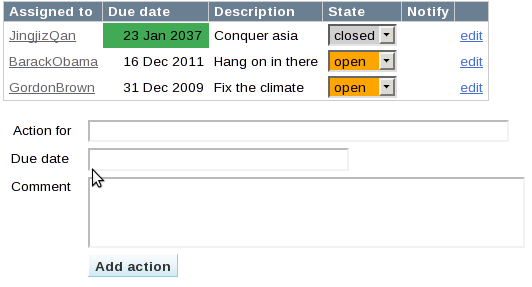 Assigned to Due date Description State Notify
JingjizQan 23 Jan 2037 Conquer asia closed edit
BarackObama 16 Dec 2011 Hang on in there open edit
GordonBrown 31 Dec 2009 Fix the climate open edit
Action for
Due date
Comment
Add action